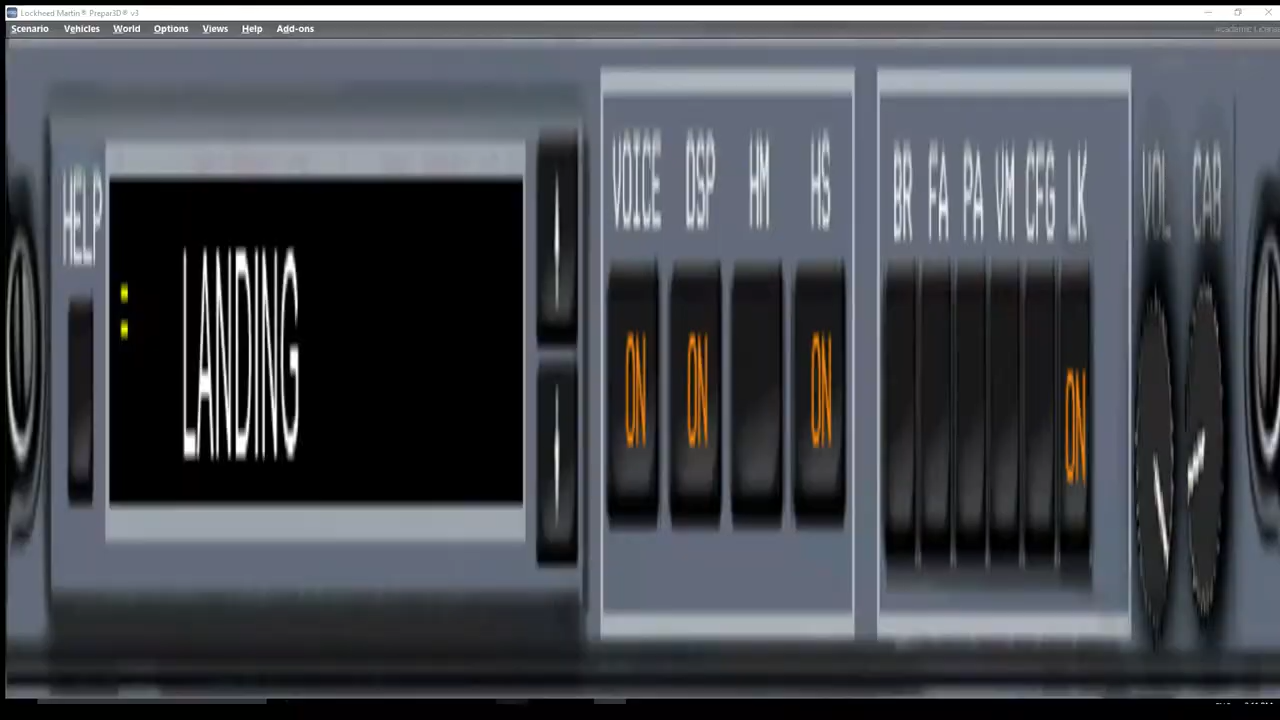 Lockheed Martin® Prepar3D® v3
Scenario Vehicles World Options Views Help Add-ons
HELP
LANDING
VOICE DSP HM HS
ON ON ON
BR FA PA VM CFG LK
ON
VOL CAB